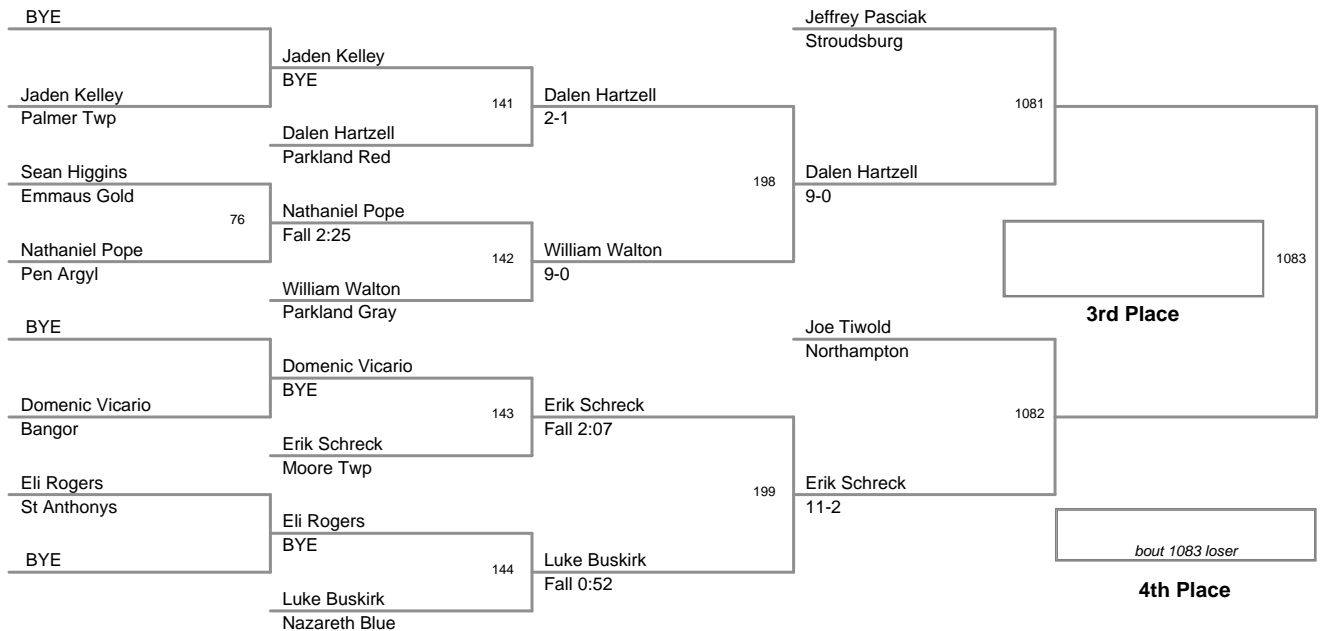 BYE
Jaden Kelley
Palmer Twp
Sean Higgins
Emmaus Gold
76
Nathaniel Pope
Pen Argyl
BYE
Domenic Vicario
Bangor
Eli Rogers
St Anthonys
BYE
Jaden Kelley
BYE
141
Dalen Hartzell
Parkland Red
Nathaniel Pope
Fall 2:25
142
William Walton
Parkland Gray
Domenic Vicario
BYE
143
Erik Schreck
Moore Twp
Eli Rogers
BYE
144
Luke Buskirk
Nazareth Blue
Dalen Hartzell
2-1
198
William Walton
9-0
Erik Schreck
Fall 2:07
199
Luke Buskirk
Fall 0:52
Jeffrey Pasciak
Stroudsburg
1081
Dalen Hartzell
9-0
Joe Tiwold
Northampton
1082
Erik Schreck
11-2
1083
3rd Place
bout 1083 loser
4th Place